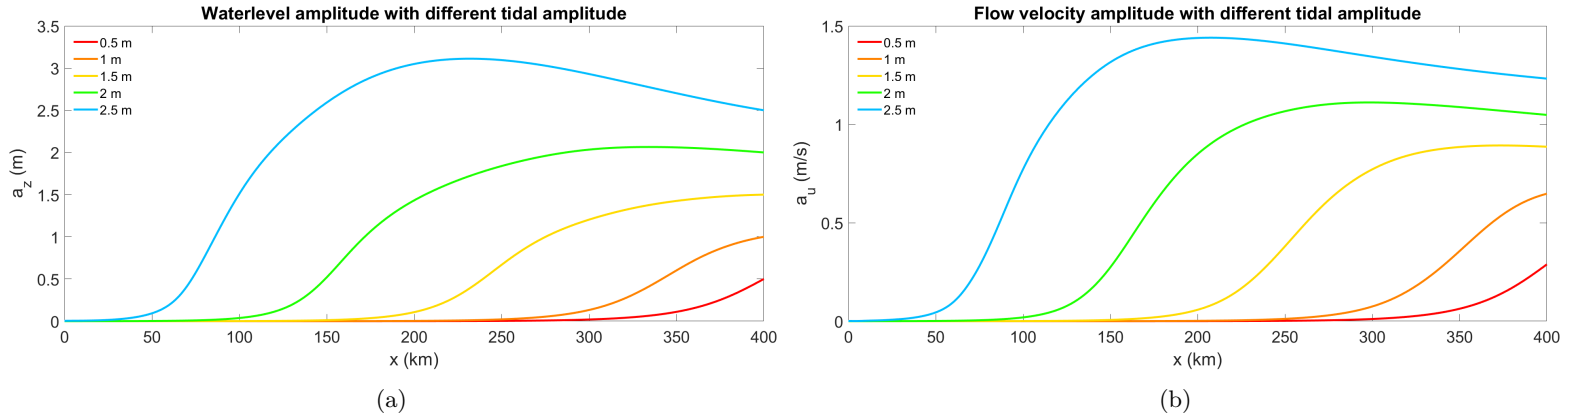 Waterlevel amplitude with different tidal amplitude
3.5
3
2.5
2
1.5
1
0.5
0
a_z (m)
0.5 m
1 m
1.5 m
2 m
2.5 m
0 50 100 150 200 250 300 350 400
x (km)
(a)
Flow velocity amplitude with different tidal amplitude
1.5
1
0.5
0
a_u (m/s)
0.5 m
1 m
1.5 m
2 m
2.5 m
0 50 100 150 200 250 300 350 400
x (km)
(b)